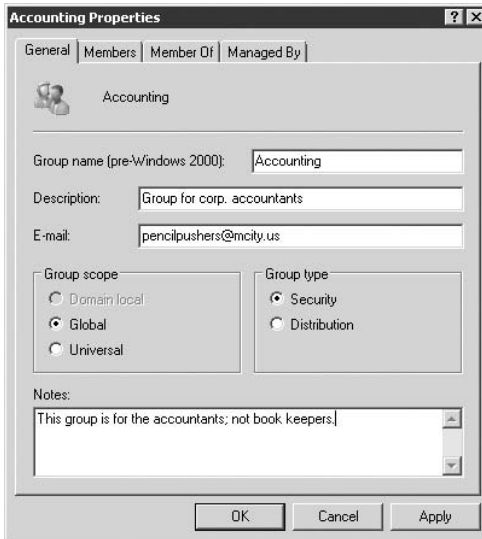 Accounting Properties
General Members Member Of Managed By
Accounting
Group name (pre-Windows 2000): Accounting
Description: Group for corp. accountants
E-mail: pencilpushers@mcity.us
Group scope
Domain local
Global
Universal
Group type
Security
Distribution
Notes:
This group is for the accountants; not book keepers.
OK Cancel Apply